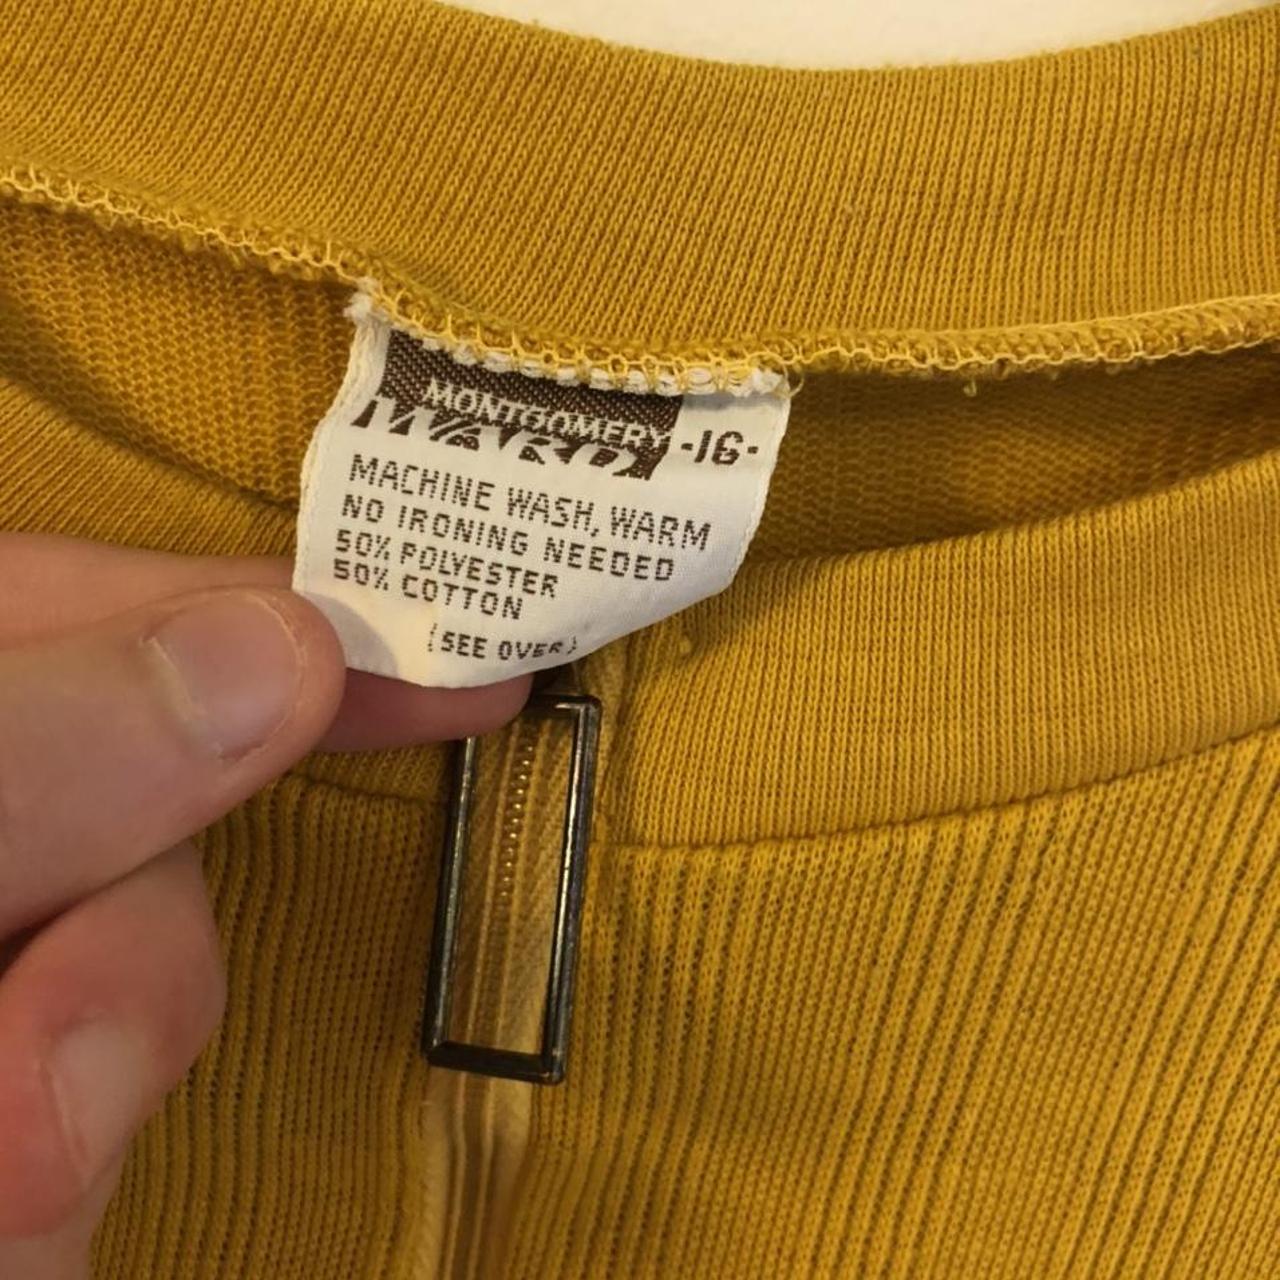 MONTGOMERY
WARD -16-
MACHINE WASH, WARM
NO IRONING NEEDED
50% POLYESTER
50% COTTON
(SEE OVER)